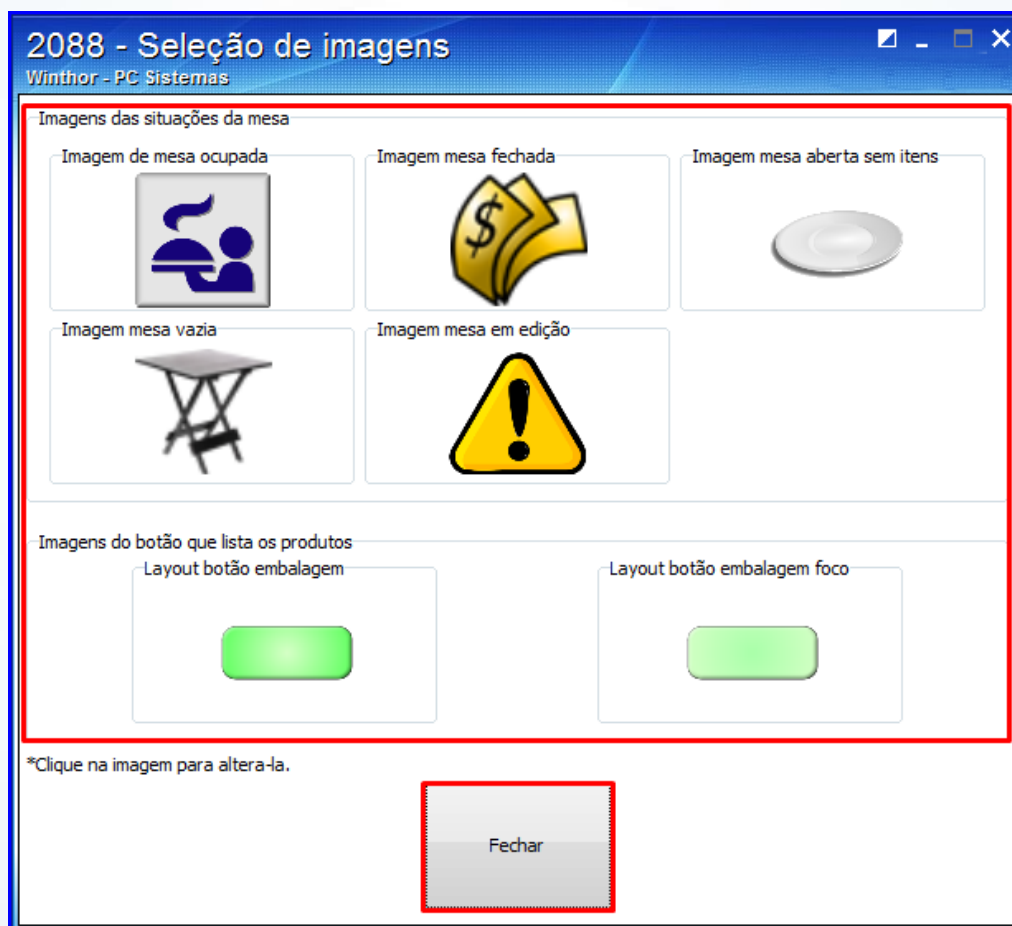 2088 - Seleção de imagens
Winthor - PC Sistemas
Imagens das situações da mesa
Imagem de mesa ocupada
Imagem mesa fechada
Imagem mesa aberta sem itens
$
Imagem mesa vazia
Imagem mesa em edição
!
Imagens do botão que lista os produtos
Layout botão embalagem
Layout botão embalagem foco
*Clique na imagem para altera-la.
Fechar